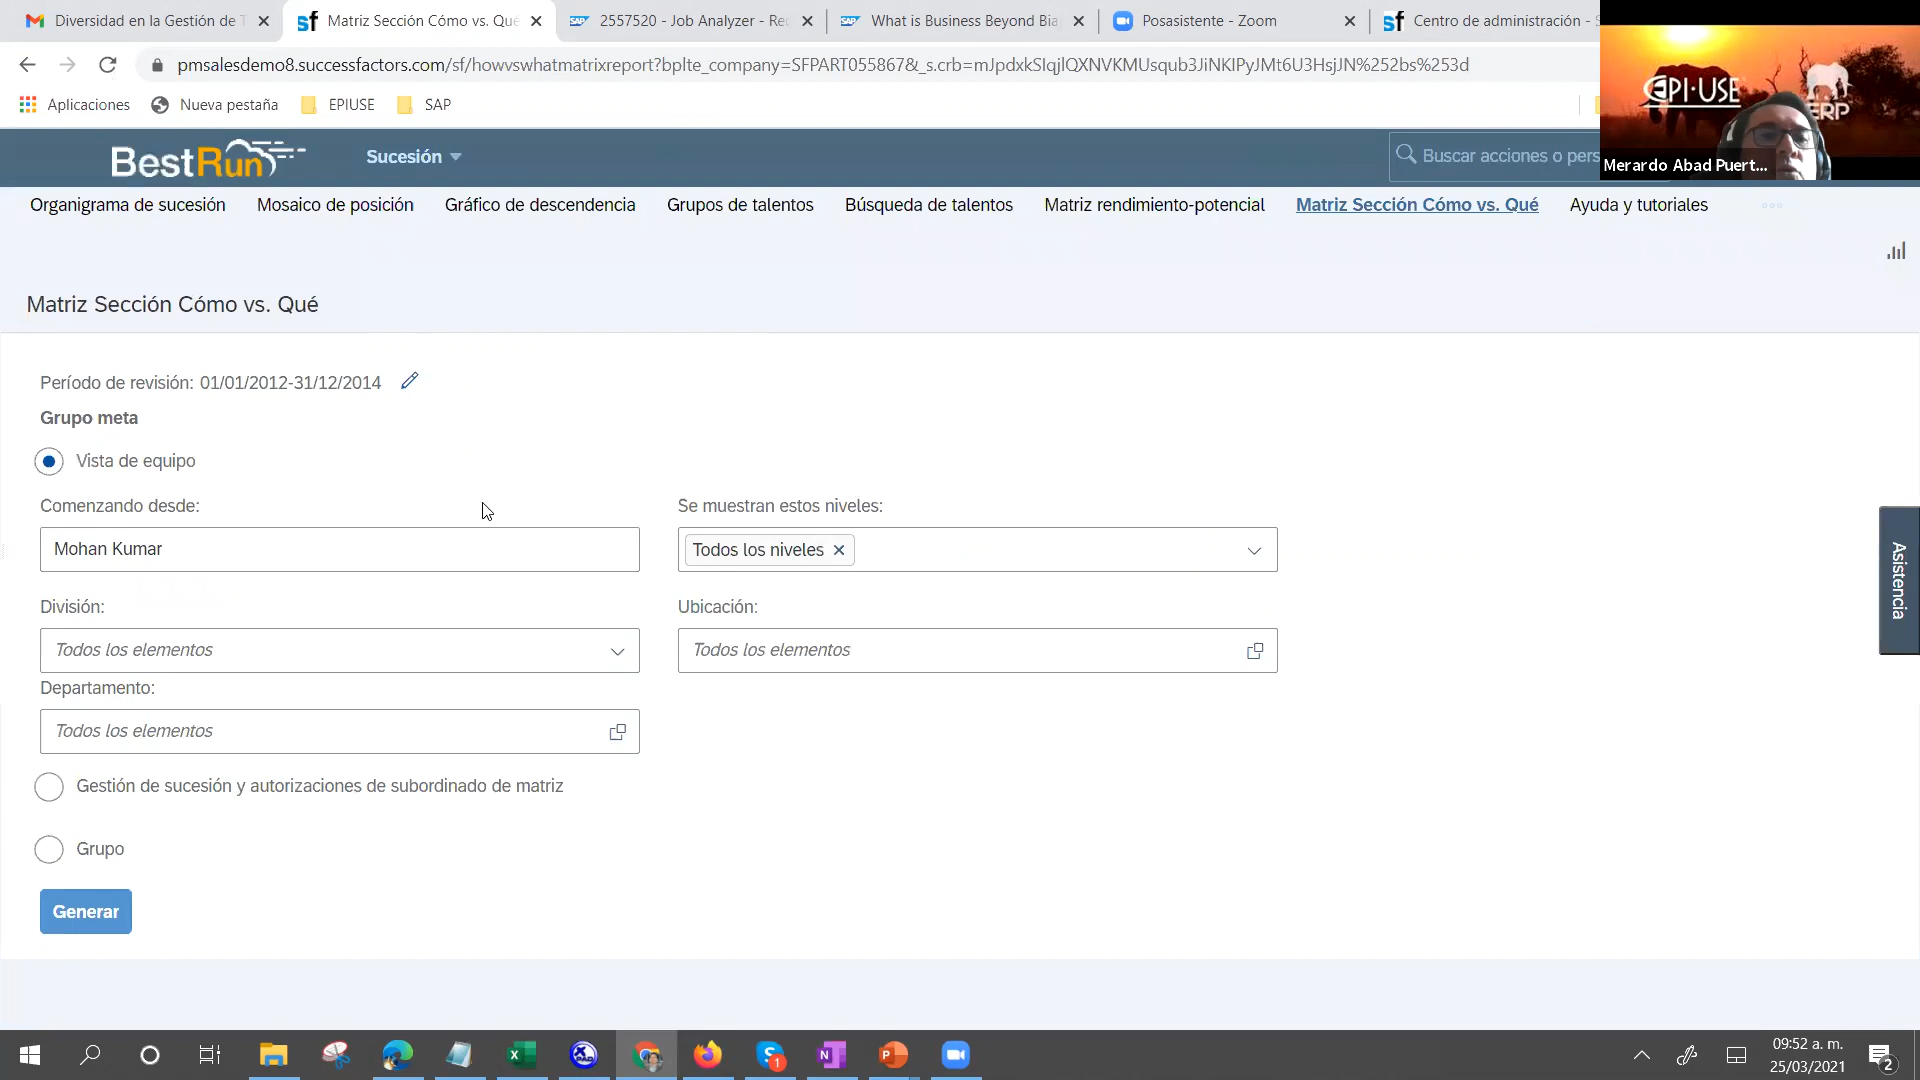 Diversidad en la Gestión de T
Matriz Sección Cómo vs. Qué
2557520 - Job Analyzer - Rec
What is Business Beyond Bia
Posasistente - Zoom
Centro de administración - S
pmsalesdemo8.successfactors.com/sf/howvswhatmatrixreport?bplte_company=SFPART055867&_s.crb=mJpdxkSIqjlQXNVKMUsqub3JiNKIPyJMt6U3HsjJN%252bs%253d
Aplicaciones
Nueva pestaña
EPIUSE
SAP
EPI-USE
ERP
Merardo Abad Puert...
BestRun
Sucesión
Buscar acciones o pers
Organigrama de sucesión
Mosaico de posición
Gráfico de descendencia
Grupos de talentos
Búsqueda de talentos
Matriz rendimiento-potencial
Matriz Sección Cómo vs. Qué
Ayuda y tutoriales
Matriz Sección Cómo vs. Qué
Período de revisión: 01/01/2012-31/12/2014
Grupo meta
Vista de equipo
Comenzando desde:
Se muestran estos niveles:
Mohan Kumar
Todos los niveles
División:
Ubicación:
Todos los elementos
Todos los elementos
Departamento:
Todos los elementos
Gestión de sucesión y autorizaciones de subordinado de matriz
Grupo
Generar
Asistencia
09:52 a. m.
25/03/2021
1
2